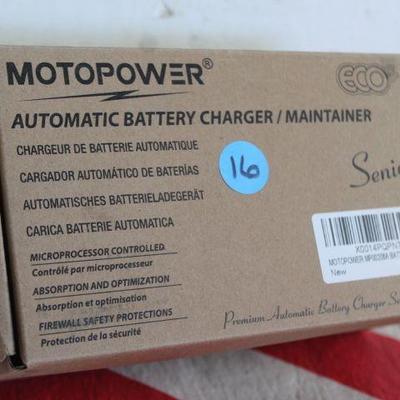 MOTOPOWER®
ECO
AUTOMATIC BATTERY CHARGER / MAINTAINER
CHARGEUR DE BATTERIE AUTOMATIQUE
CARGADOR AUTOMÁTICO DE BATERÍAS
AUTOMATISCHES BATTERIELADEGERÄT
CARICA BATTERIE AUTOMATICA
16
MICROPROCESSOR CONTROLLED
Contrôlé par microprocesseur
ABSORPTION AND OPTIMIZATION
Absorption et optimisation
FIREWALL SAFETY PROTECTIONS
Protection de la sécurité
New
Premium Automatic Battery Charger